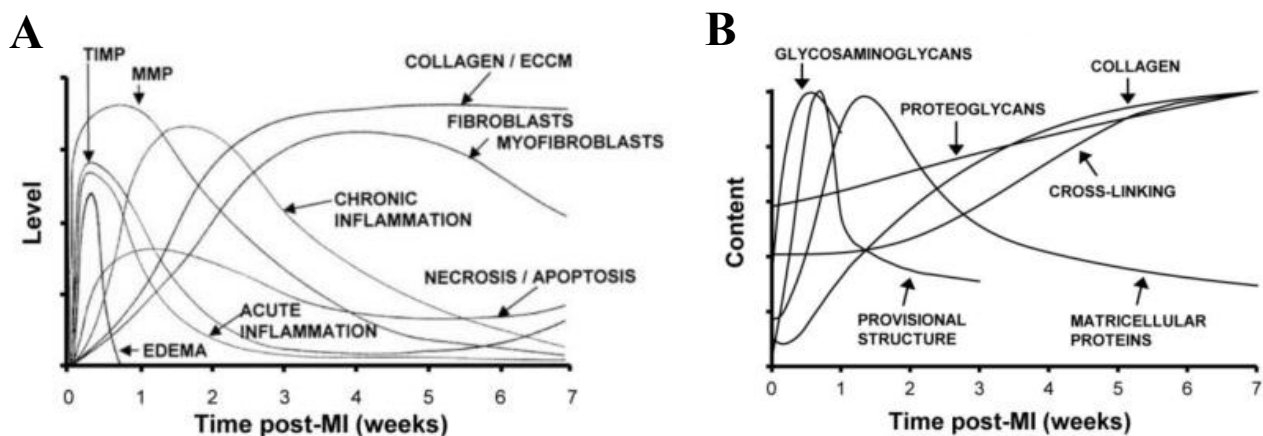 A
TIMP
MMP
COLLAGEN / ECCM
FIBROBLASTS
MYOFIBROBLASTS
CHRONIC
INFLAMMATION
NECROSIS / APOPTOSIS
ACUTE
INFLAMMATION
EDEMA
Level
0 1 2 3 4 5 6 7
Time post-MI (weeks)
B
GLYCOSAMINOGLYCANS
COLLAGEN
PROTEOGLYCANS
CROSS-LINKING
PROVISIONAL
STRUCTURE
MATRICELLULAR
PROTEINS
Content
0 1 2 3 4 5 6 7
Time post-MI (weeks)